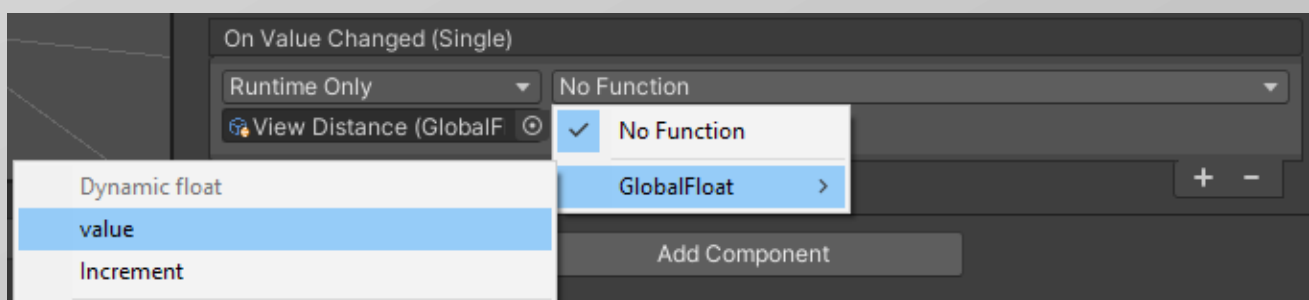 On Value Changed (Single)
Runtime Only
No Function
View Distance (GlobalF
No Function
GlobalFloat
Dynamic float
value
Increment
Add Component